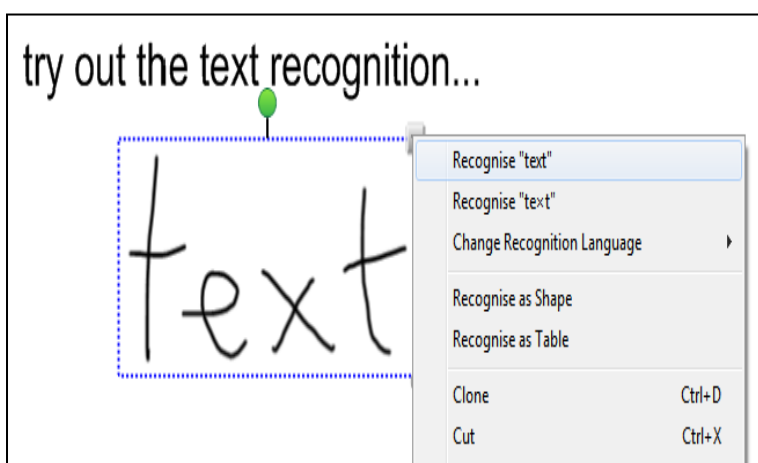 try out the text recognition...
text
Recognise "text"
Recognise "te×t"
Change Recognition Language
Recognise as Shape
Recognise as Table
Clone Ctrl+D
Cut Ctrl+X